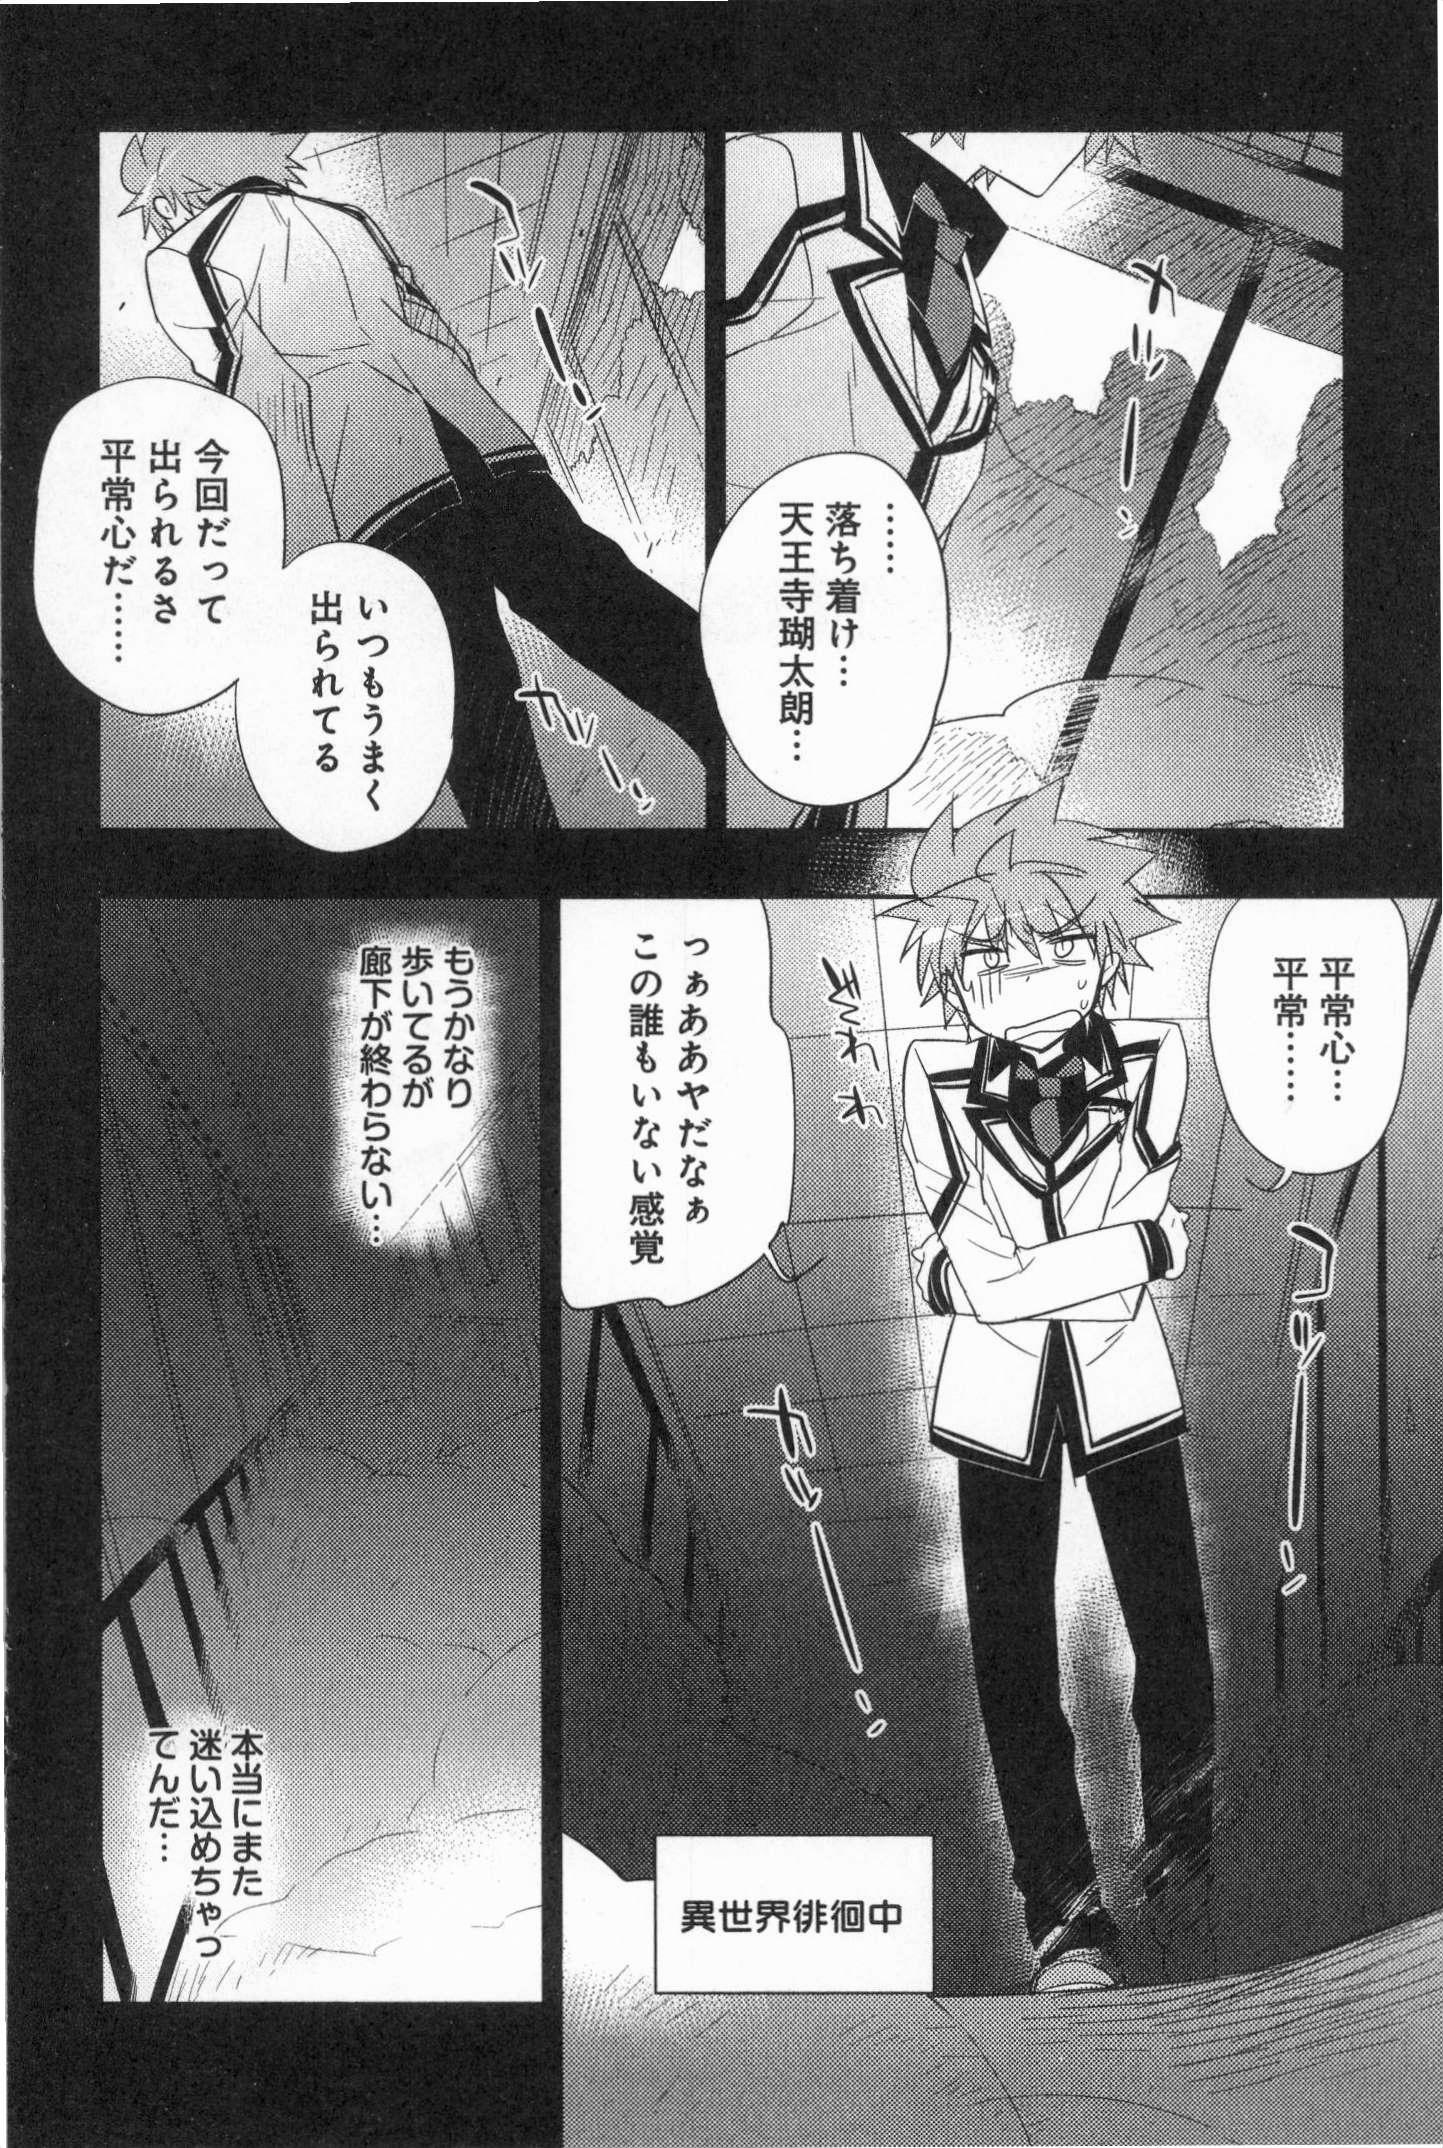 ……
落ち着け…
天王寺瑚太朗…
いつもうまく
出られてる
今回だって
出られるさ
平常心だ……
平常心…
平常……
っぁああヤだなぁ
この誰もいない感覚
異世界徘徊中
もうかなり
歩いてるが
廊下が終わらない…
本当にまた
迷い込めちゃっ
てんだ…